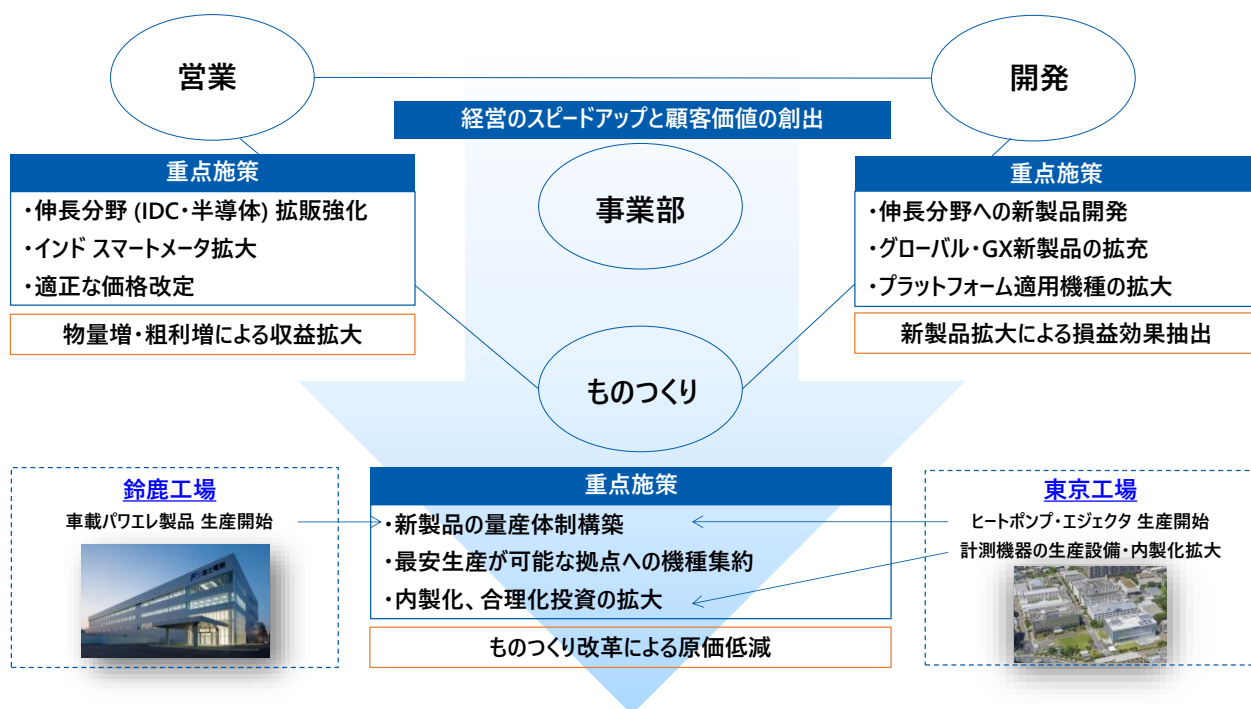 営業
開発
経営のスピードアップと顧客価値の創出
事業部
重点施策
・伸長分野 (IDC・半導体) 拡販強化
・インド スマートメータ拡大
・適正な価格改定
物量増・粗利増による収益拡大
重点施策
・伸長分野への新製品開発
・グローバル・GX新製品の拡充
・プラットフォーム適用機種の拡大
新製品拡大による損益効果抽出
ものつくり
鈴鹿工場
車載パワエレ製品 生産開始
重点施策
・新製品の量産体制構築
・最安生産が可能な拠点への機種集約
・内製化、合理化投資の拡大
ものつくり改革による原価低減
東京工場
ヒートポンプ・エジェクタ 生産開始
計測機器の生産設備・内製化拡大